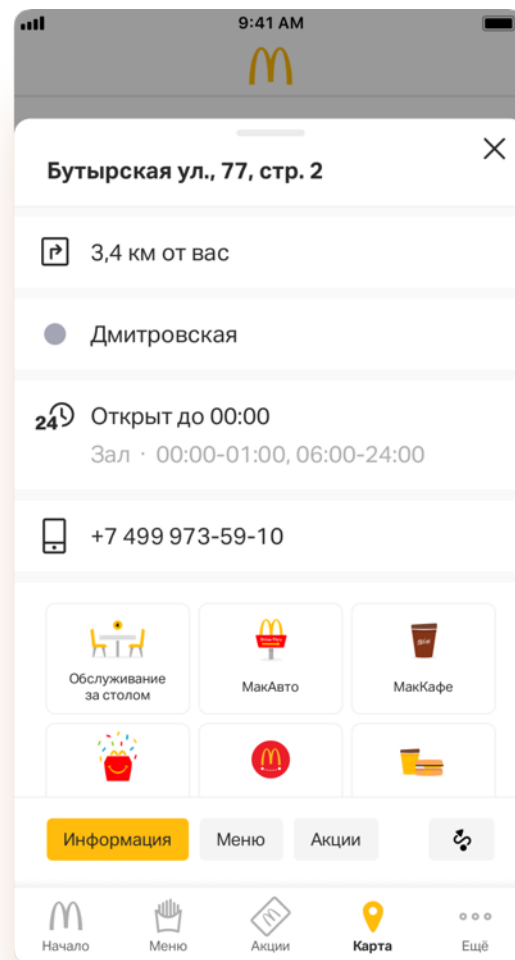 9:41 AM
Бутырская ул., 77, стр. 2
3,4 км от вас
Дмитровская
24
Открыт до 00:00
Зал · 00:00-01:00, 06:00-24:00
+7 499 973-59-10
Обслуживание
за столом
МакАвто
МакКафе
Информация
Меню
Акции
Начало
Меню
Акции
Карта
Ещё